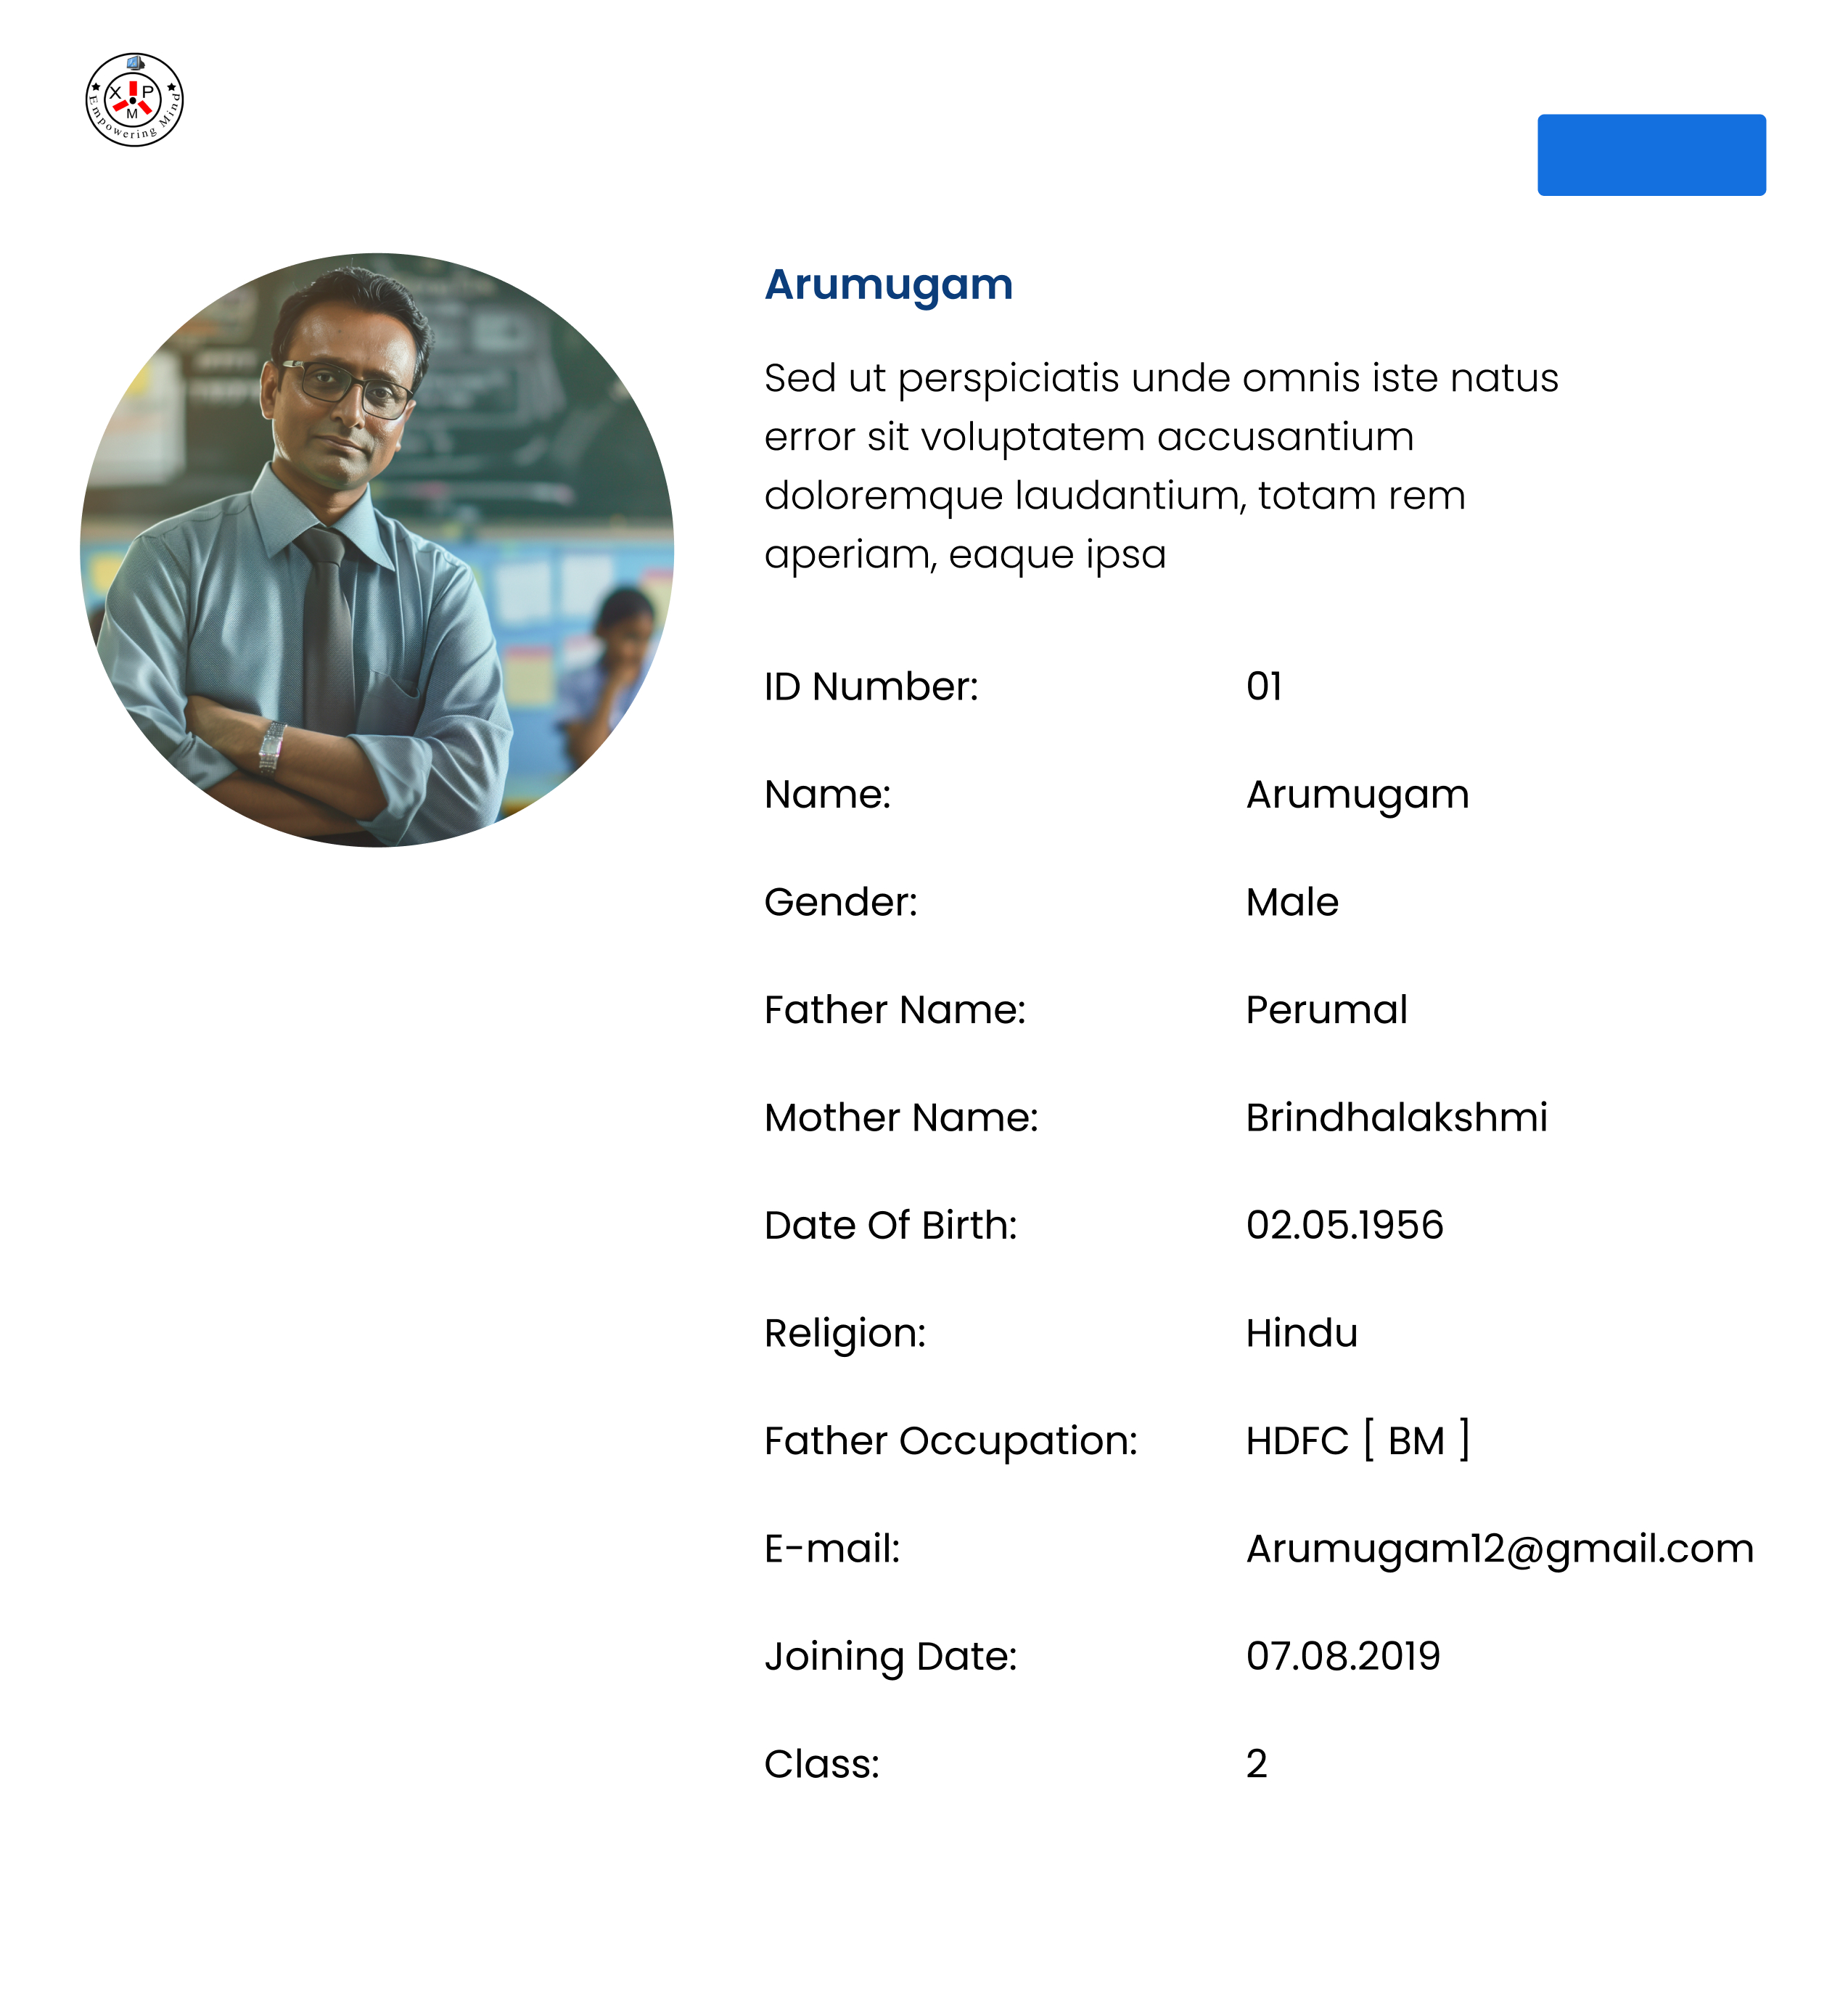 X P
M
Empowering Mind
Arumugam
Sed ut perspiciatis unde omnis iste natus
error sit voluptatem accusantium
doloremque laudantium, totam rem
aperiam, eaque ipsa
ID Number: 01
Name: Arumugam
Gender: Male
Father Name: Perumal
Mother Name: Brindhalakshmi
Date Of Birth: 02.05.1956
Religion: Hindu
Father Occupation: HDFC [ BM ]
E-mail: Arumugam12@gmail.com
Joining Date: 07.08.2019
Class: 2